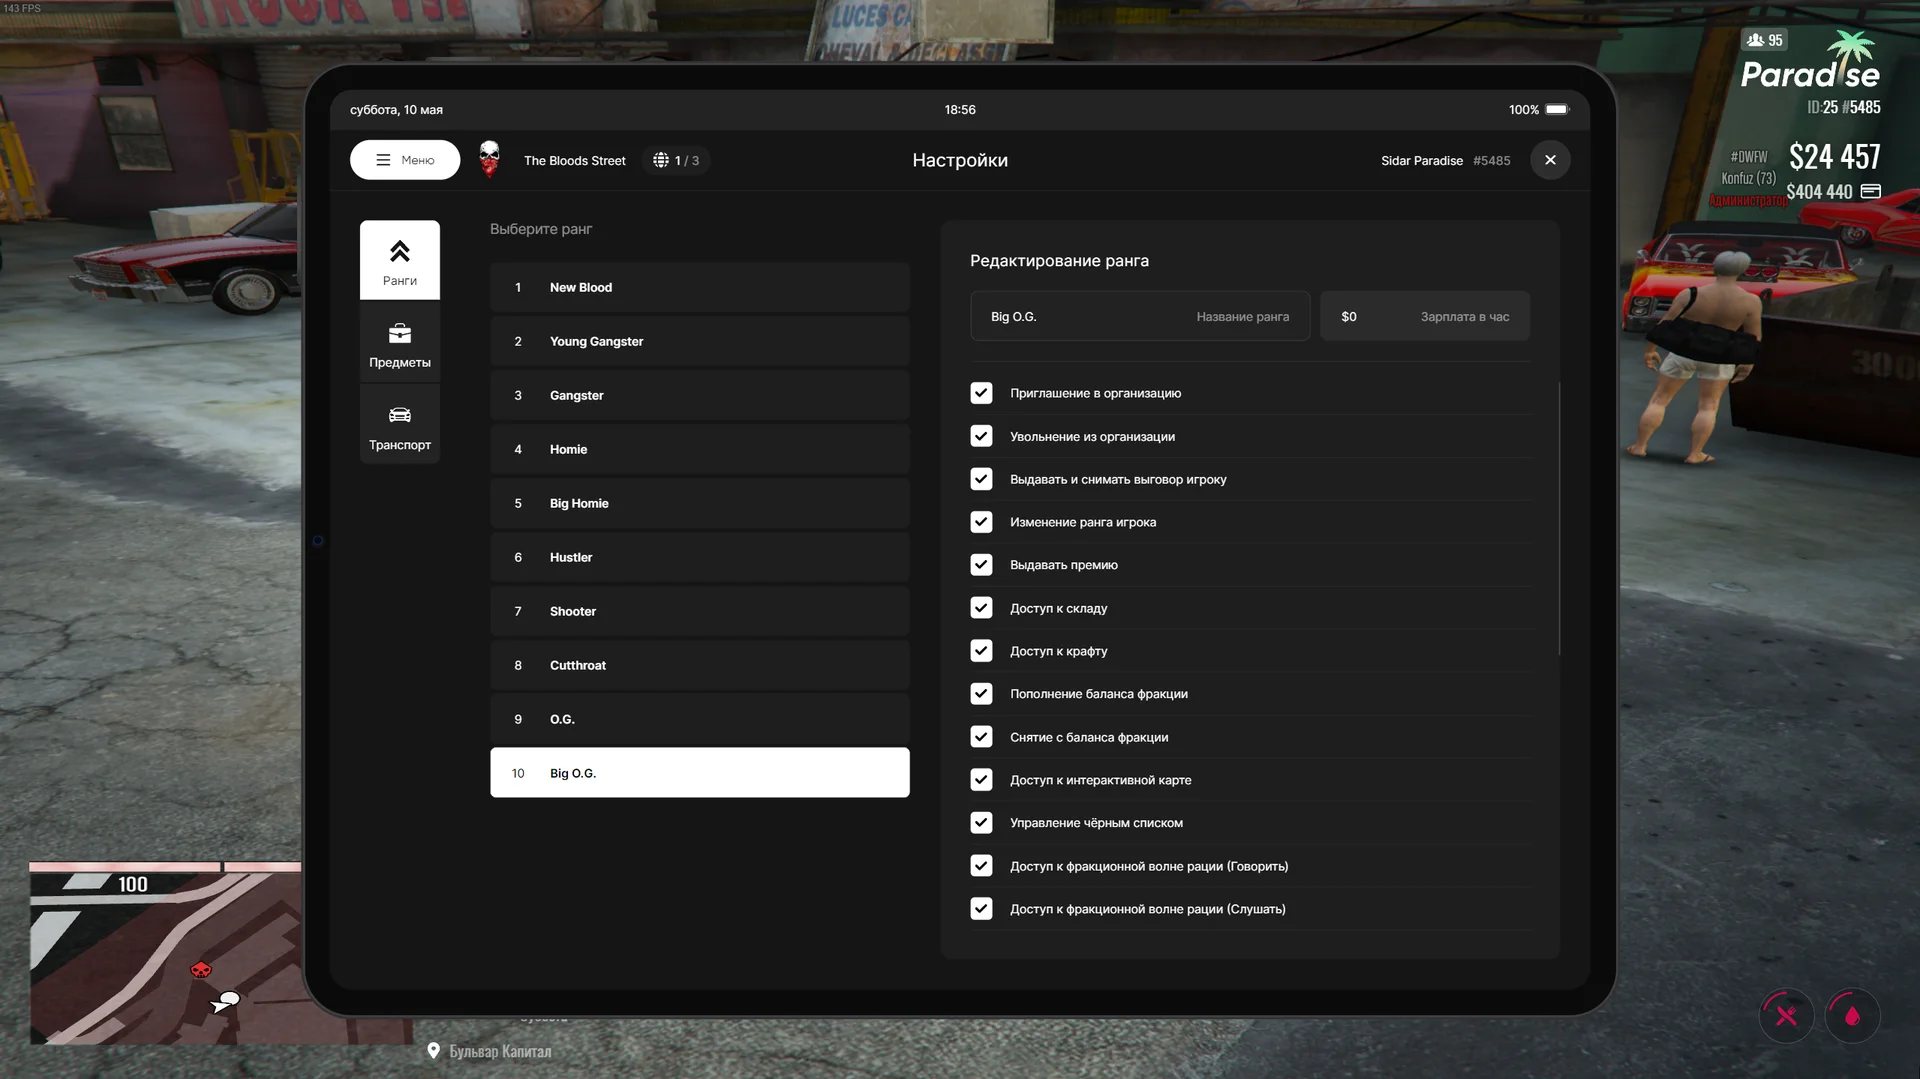 143 FPS
LUCES
95
Paradise
ID:25 #5485
#DWFW
$24 457
Konfuz (73)
$404 440
Администратор
суббота, 10 мая
18:56
100%
Меню
The Bloods Street
1 / 3
Настройки
Sidar Paradise #5485
Ранги
Предметы
Транспорт
Выберите ранг
1 New Blood
2 Young Gangster
3 Gangster
4 Homie
5 Big Homie
6 Hustler
7 Shooter
8 Cutthroat
9 O.G.
10 Big O.G.
Редактирование ранга
Big O.G. Название ранга
$0 Зарплата в час
Приглашение в организацию
Увольнение из организации
Выдавать и снимать выговор игроку
Изменение ранга игрока
Выдавать премию
Доступ к складу
Доступ к крафту
Пополнение баланса фракции
Снятие с баланса фракции
Доступ к интерактивной карте
Управление чёрным списком
Доступ к фракционной волне рации (Говорить)
Доступ к фракционной волне рации (Слушать)
100
Бульвар Капитал